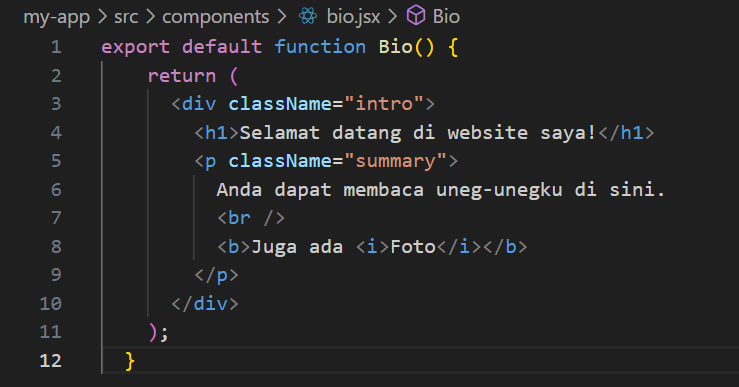 my-app > src > components > bio.jsx > Bio
1 export default function Bio() {
2 return (
3 <div className="intro">
4 <h1>Selamat datang di website saya!</h1>
5 <p className="summary">
6 Anda dapat membaca uneg-unegku di sini.
7 <br />
8 <b>Juga ada <i>Foto</i></b>
9 </p>
10 </div>
11 );
12 }